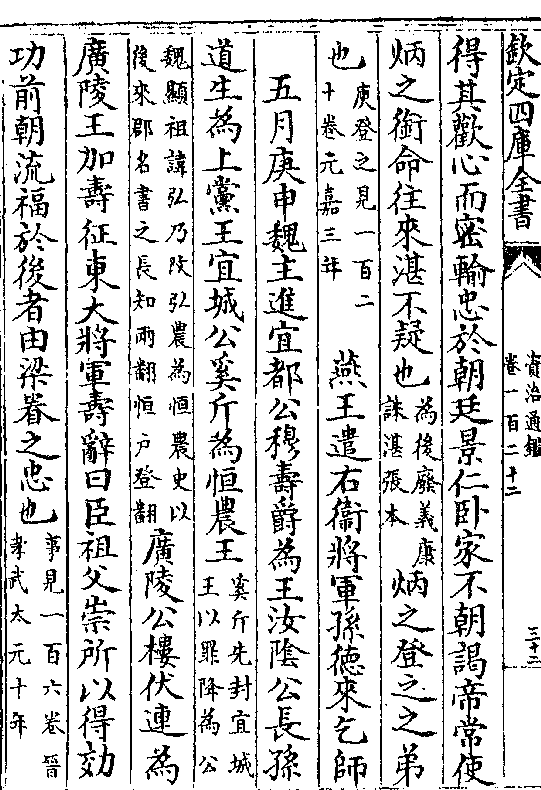 欽定四庫全書
資治通鑑
卷一百二十二
三十二
得其歡心而密輸忠於朝廷景仁卧家不朝謁帝常使
炳之銜命往來湛不疑也為後廢義康誅湛張本炳之登之之弟
也庚登之見一百二十卷元嘉三年 燕王遣右衞將軍孫德來乞師
五月庚申魏主進宜都公穆壽爵為王汝隂公長孫
道生為上黨王宜城公奚斤為恒農王奚斤先封宜城王以罪降為公
魏顯祖諱弘乃改弘農為恒農史以後來郡名書之長知兩翻恒戶登翻廣陵公樓伏連為
廣陵王加壽征東大將軍壽辭曰臣祖父崇所以得効
功前朝流福於後者由梁眷之忠也事見一百六卷晉孝武太元十年